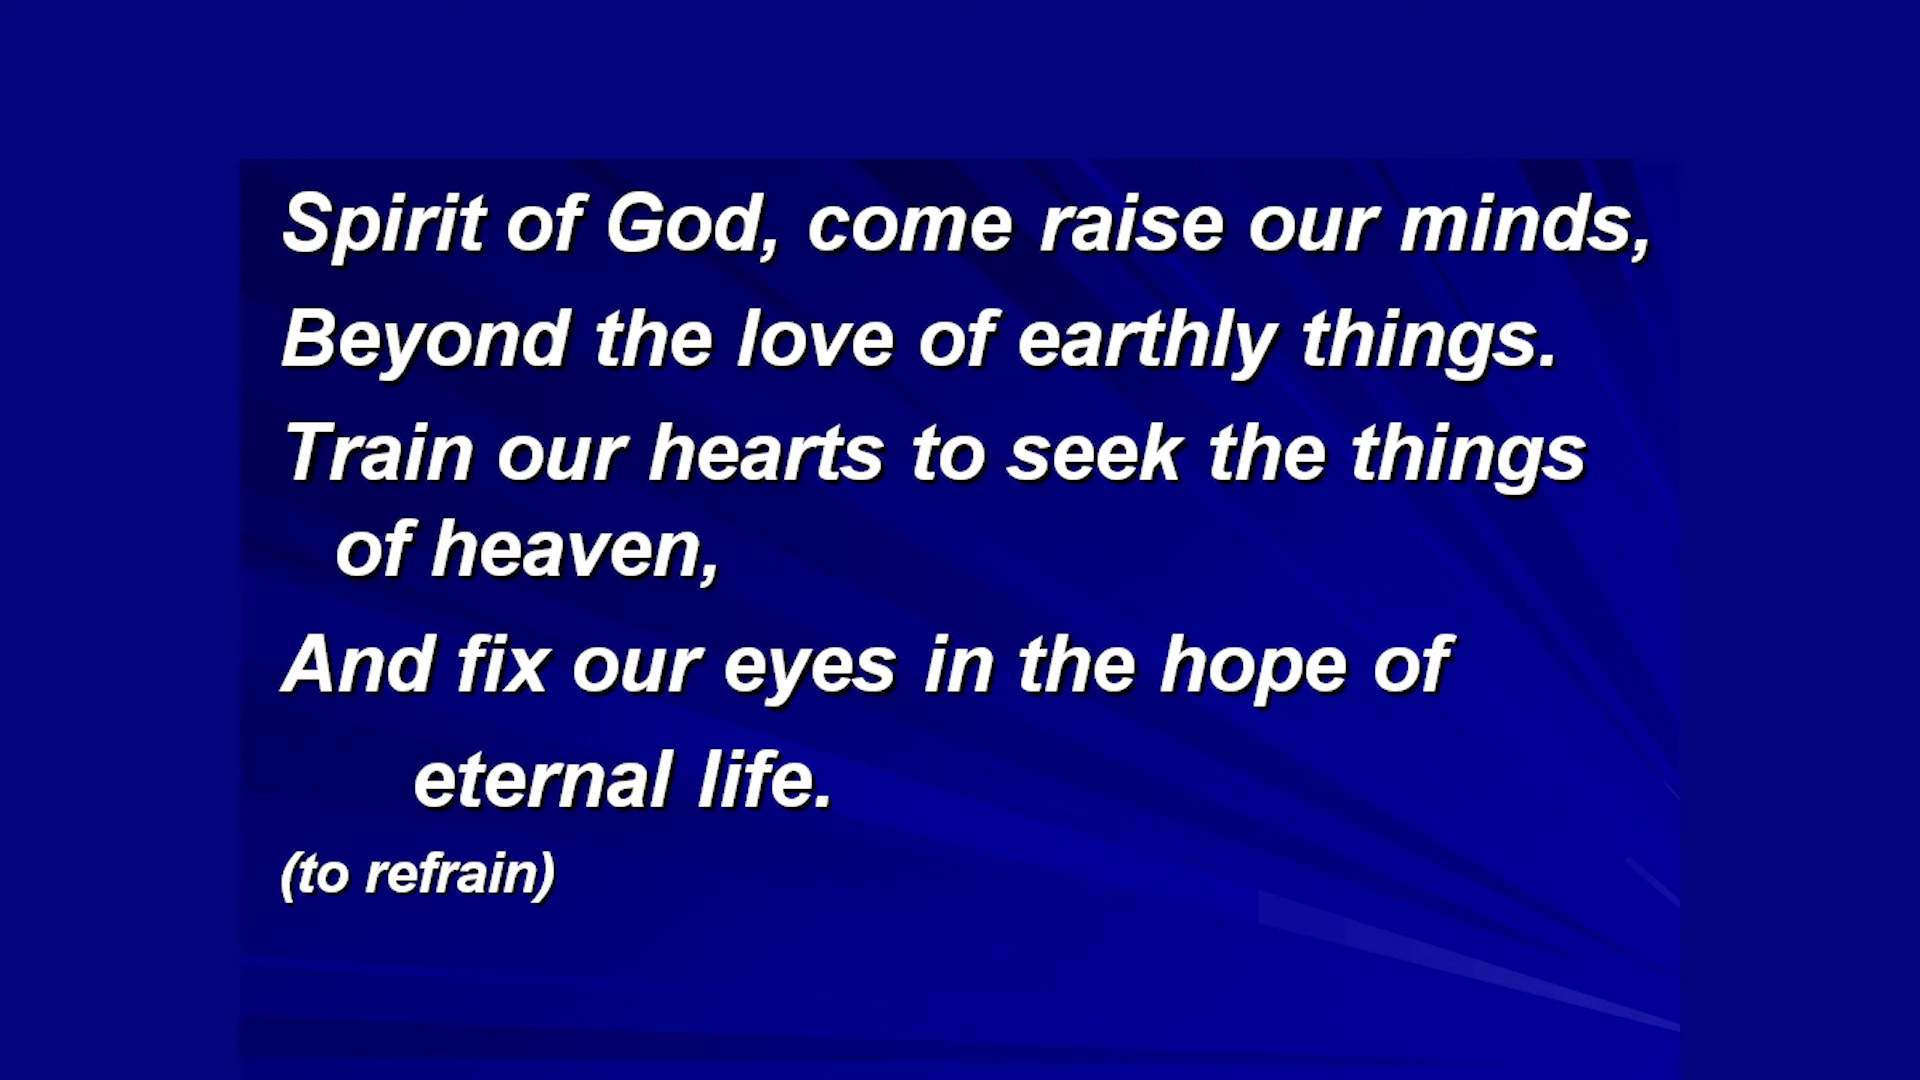 Spirit of God, come raise our minds,
Beyond the love of earthly things.
Train our hearts to seek the things
of heaven,
And fix our eyes in the hope of
eternal life.
(to refrain)